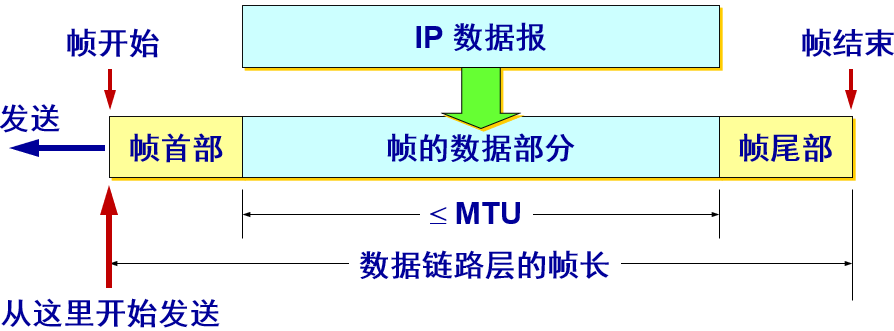 IP 数据报
帧开始
帧结束
发送
帧首部
帧的数据部分
帧尾部
≤ MTU
数据链路层的帧长
从这里开始发送